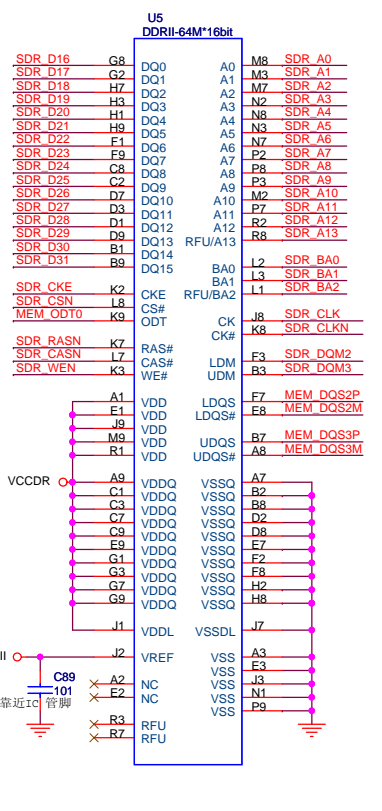 U5
DDRII-64M*16bit
SDR_D16 G8 DQ0 A0 M8 SDR_A0
SDR_D17 G2 DQ1 A1 M3 SDR_A1
SDR_D18 H7 DQ2 A2 M7 SDR_A2
SDR_D19 H3 DQ3 A3 N2 SDR_A3
SDR_D20 H1 DQ4 A4 N8 SDR_A4
SDR_D21 H9 DQ5 A5 N3 SDR_A5
SDR_D22 F1 DQ6 A6 N7 SDR_A6
SDR_D23 F9 DQ7 A7 P2 SDR_A7
SDR_D24 C8 DQ8 A8 P8 SDR_A8
SDR_D25 C2 DQ9 A9 P3 SDR_A9
SDR_D26 D7 DQ10 A10 M2 SDR_A10
SDR_D27 D3 DQ11 A11 P7 SDR_A11
SDR_D28 D1 DQ12 A12 R2 SDR_A12
SDR_D29 D9 DQ13 RFU/A13 R8 SDR_A13
SDR_D30 B1 DQ14
SDR_D31 B9 DQ15 BA0 L2 SDR_BA0
BA1 L3 SDR_BA1
SDR_CKE K2 CKE RFU/BA2 L1 SDR_BA2
SDR_CSN L8 CS#
MEM_ODT0 K9 ODT CK J8 SDR_CLK
CK# K8 SDR_CLKN
SDR_RASN K7 RAS#
SDR_CASN L7 CAS# LDM F3 SDR_DQM2
SDR_WEN K3 WE# UDM B3 SDR_DQM3
A1 VDD LDQS F7 MEM_DQS2P
E1 VDD LDQS# E8 MEM_DQS2M
J9 VDD
M9 VDD UDQS B7 MEM_DQS3P
R1 VDD UDQS# A8 MEM_DQS3M
VCCDR A9 VDDQ VSSQ A7
C1 VDDQ VSSQ B2
C3 VDDQ VSSQ B8
C7 VDDQ VSSQ D2
C9 VDDQ VSSQ D8
E9 VDDQ VSSQ E7
G1 VDDQ VSSQ F2
G3 VDDQ VSSQ F8
G7 VDDQ VSSQ H2
G9 VDDQ VSSQ H8
J1 VDDL VSSDL J7
II J2 VREF VSS A3
VSS E3
C89 A2 NC VSS J3
101 E2 NC VSS N1
靠近IC 管脚 VSS P9
R3 RFU
R7 RFU